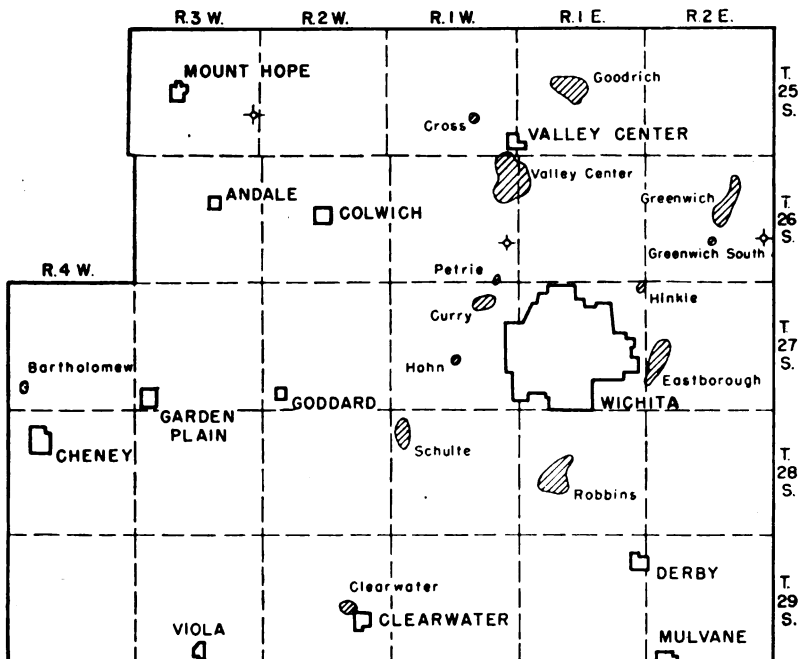 R.3 W.
R.2 W.
R.1 W.
R.1 E.
R.2 E.
MOUNT HOPE
Goodrich
T.
25
S.
Gross
VALLEY CENTER
Valley Center
ANDALE
COLWICH
Greenwich
T.
26
S.
Greenwich South
R.4 W.
Petrie
Hinkle
Curry
T.
27
S.
Hohn
Bartholomew
Eastborough
GODDARD
WICHITA
GARDEN
PLAIN
CHENEY
Schulte
T.
28
S.
Robbins
DERBY
Clearwater
T.
29
S.
CLEARWATER
VIOLA
MULVANE